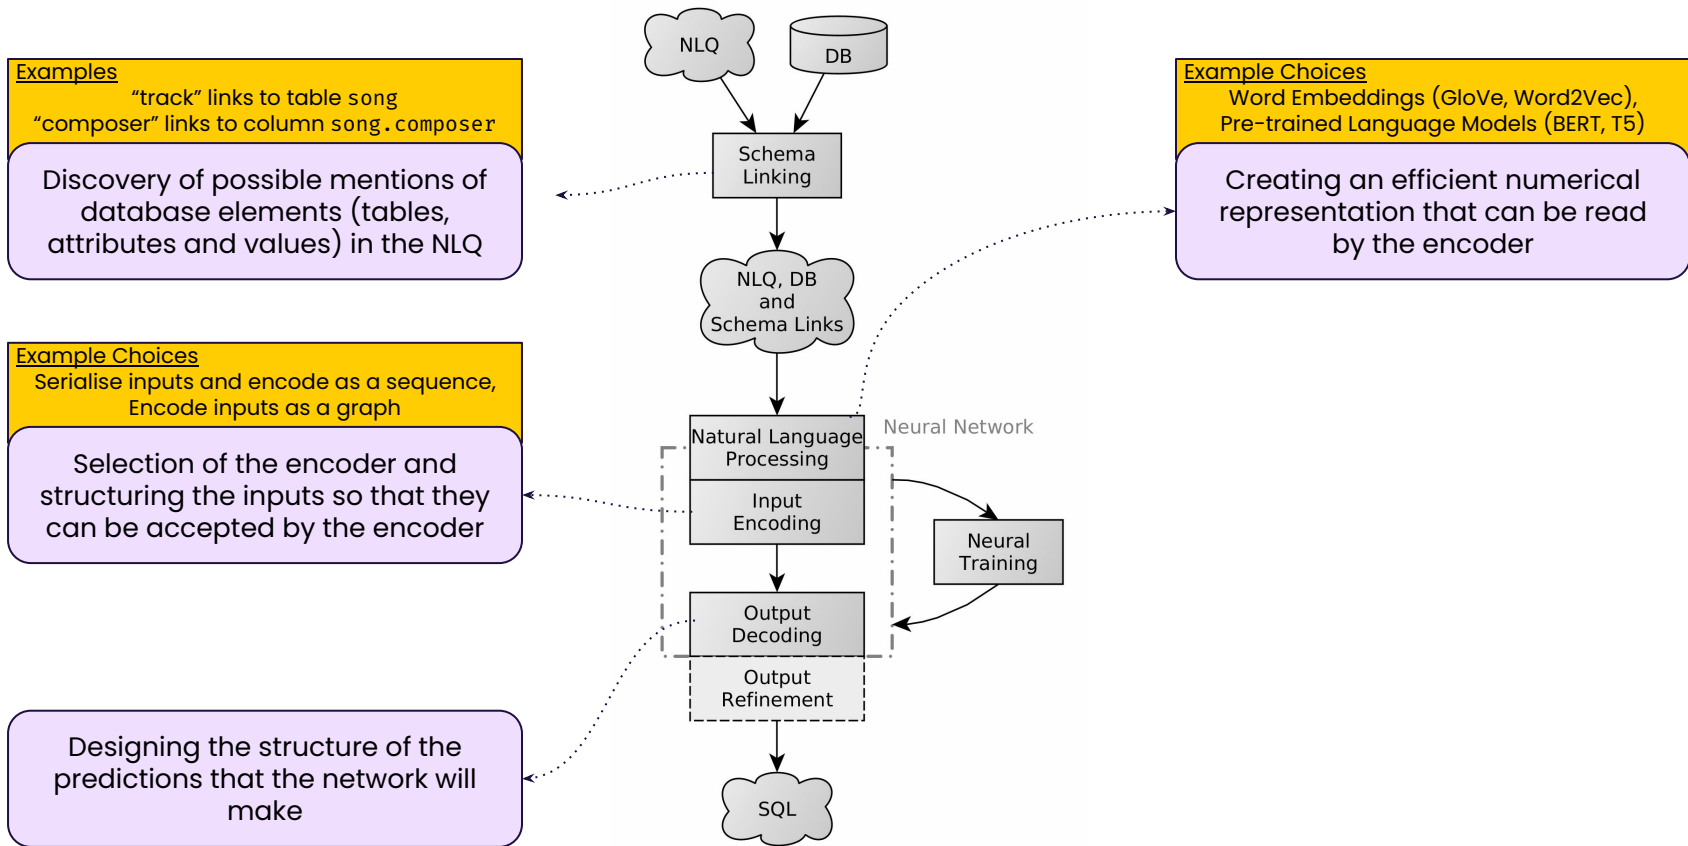 NLQ
DB
Examples
“track” links to table song
“composer” links to column song.composer
Discovery of possible mentions of
database elements (tables,
attributes and values) in the NLQ
Example Choices
Word Embeddings (GloVe, Word2Vec),
Pre-trained Language Models (BERT, T5)
Creating an efficient numerical
representation that can be read
by the encoder
Schema
Linking
NLQ, DB
and
Schema Links
Example Choices
Serialise inputs and encode as a sequence,
Encode inputs as a graph
Selection of the encoder and
structuring the inputs so that they
can be accepted by the encoder
Neural Network
Natural Language
Processing
Input
Encoding
Neural
Training
Output
Decoding
Output
Refinement
Designing the structure of the
predictions that the network will
make
SQL